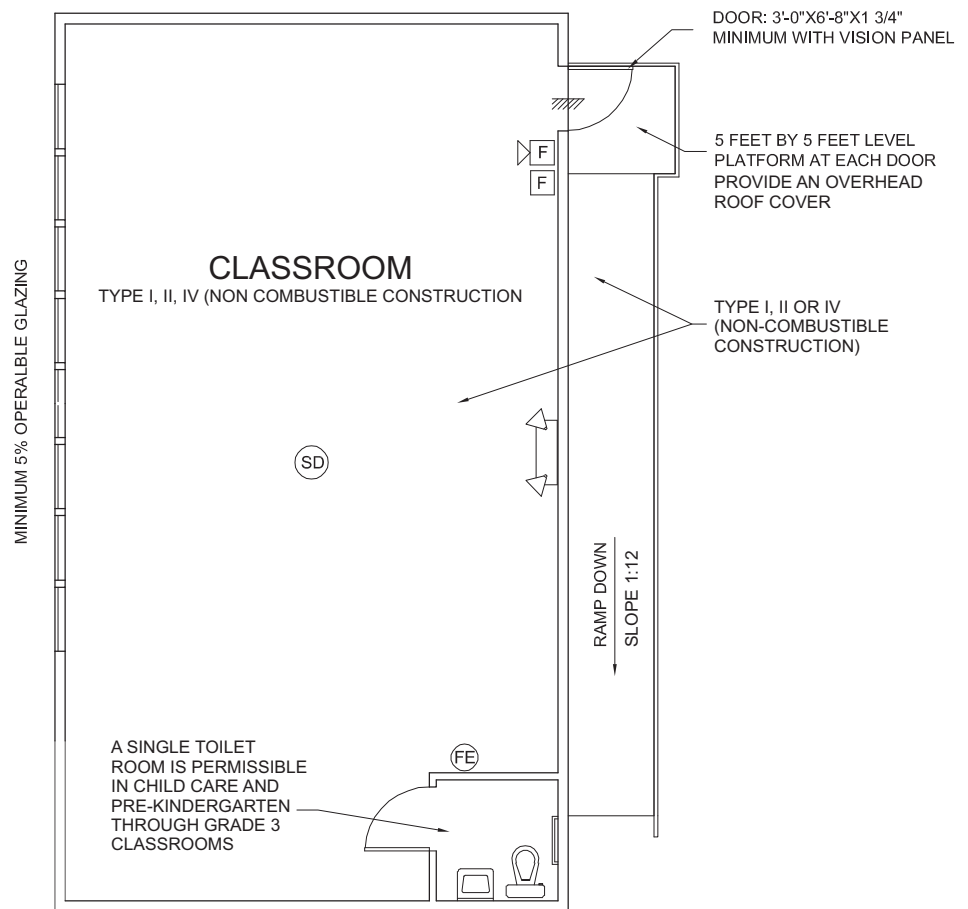 DOOR: 3'-0"X6'-8"X1 3/4"
MINIMUM WITH VISION PANEL
F
F
5 FEET BY 5 FEET LEVEL
PLATFORM AT EACH DOOR
PROVIDE AN OVERHEAD
ROOF COVER
CLASSROOM
TYPE I, II, IV (NON COMBUSTIBLE CONSTRUCTION
MINIMUM 5% OPERALBLE GLAZING
TYPE I, II OR IV
(NON-COMBUSTIBLE
CONSTRUCTION)
SD
RAMP DOWN
SLOPE 1:12
FE
A SINGLE TOILET
ROOM IS PERMISSIBLE
IN CHILD CARE AND
PRE-KINDERGARTEN
THROUGH GRADE 3
CLASSROOMS